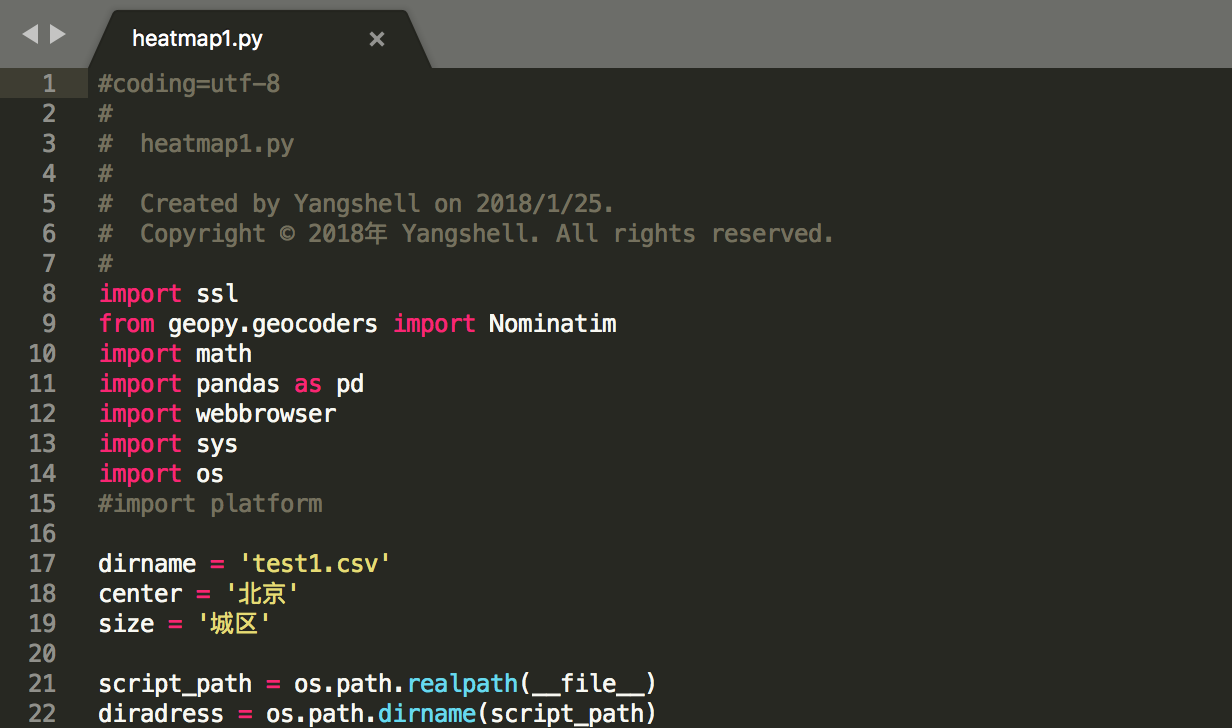 heatmap1.py ×
1 #coding=utf-8
2 #
3 #  heatmap1.py
4 #
5 #  Created by Yangshell on 2018/1/25.
6 #  Copyright © 2018年 Yangshell. All rights reserved.
7 #
8 import ssl
9 from geopy.geocoders import Nominatim
10 import math
11 import pandas as pd
12 import webbrowser
13 import sys
14 import os
15 #import platform
16
17 dirname = 'test1.csv'
18 center = '北京'
19 size = '城区'
20
21 script_path = os.path.realpath(__file__)
22 diradress = os.path.dirname(script_path)